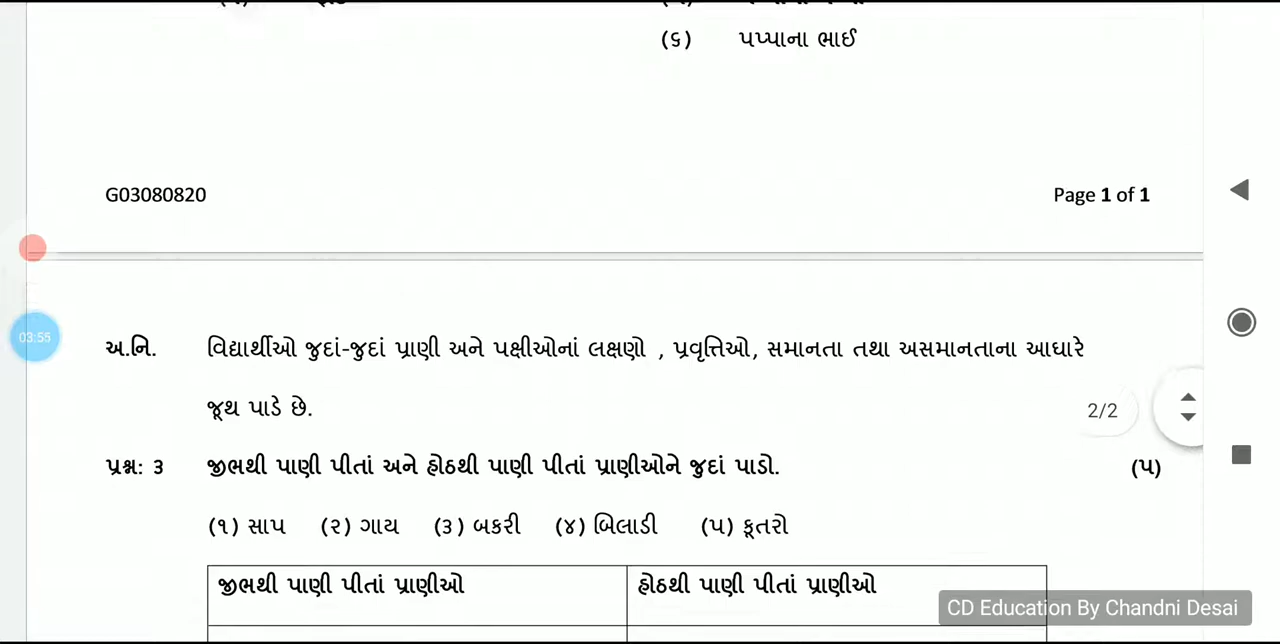 (૬) પપ્પાના ભાઈ
G03080820 Page 1 of 1
03:55
અ.નિ. વિદ્યાર્થીઓ જુદાં-જુદાં પ્રાણી અને પક્ષીઓનાં લક્ષણો , પ્રવૃત્તિઓ, સમાનતા તથા અસમાનતાના આધારે
જૂથ પાડે છે.
2/2
પ્રશ્ન: ૩ જીભથી પાણી પીતાં અને હોઠથી પાણી પીતાં પ્રાણીઓને જુદાં પાડો. (૫)
(૧) સાપ (૨) ગાય (૩) બકરી (૪) બિલાડી (૫) કૂતરો
જીભથી પાણી પીતાં પ્રાણીઓ હોઠથી પાણી પીતાં પ્રાણીઓ
CD Education By Chandni Desai